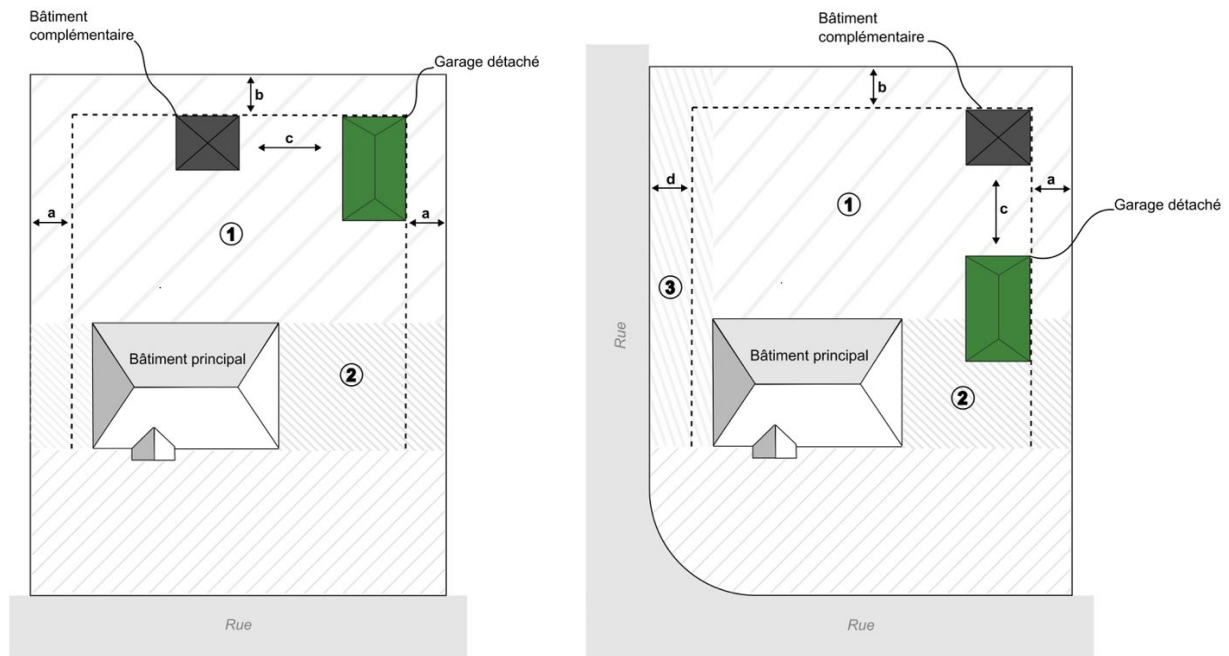 Bâtiment
complémentaire
Garage détaché
b
c
a
a
1
Bâtiment principal
2
Rue
Bâtiment
complémentaire
b
d
a
1
c
Garage détaché
3
Rue
Bâtiment principal
2
Rue